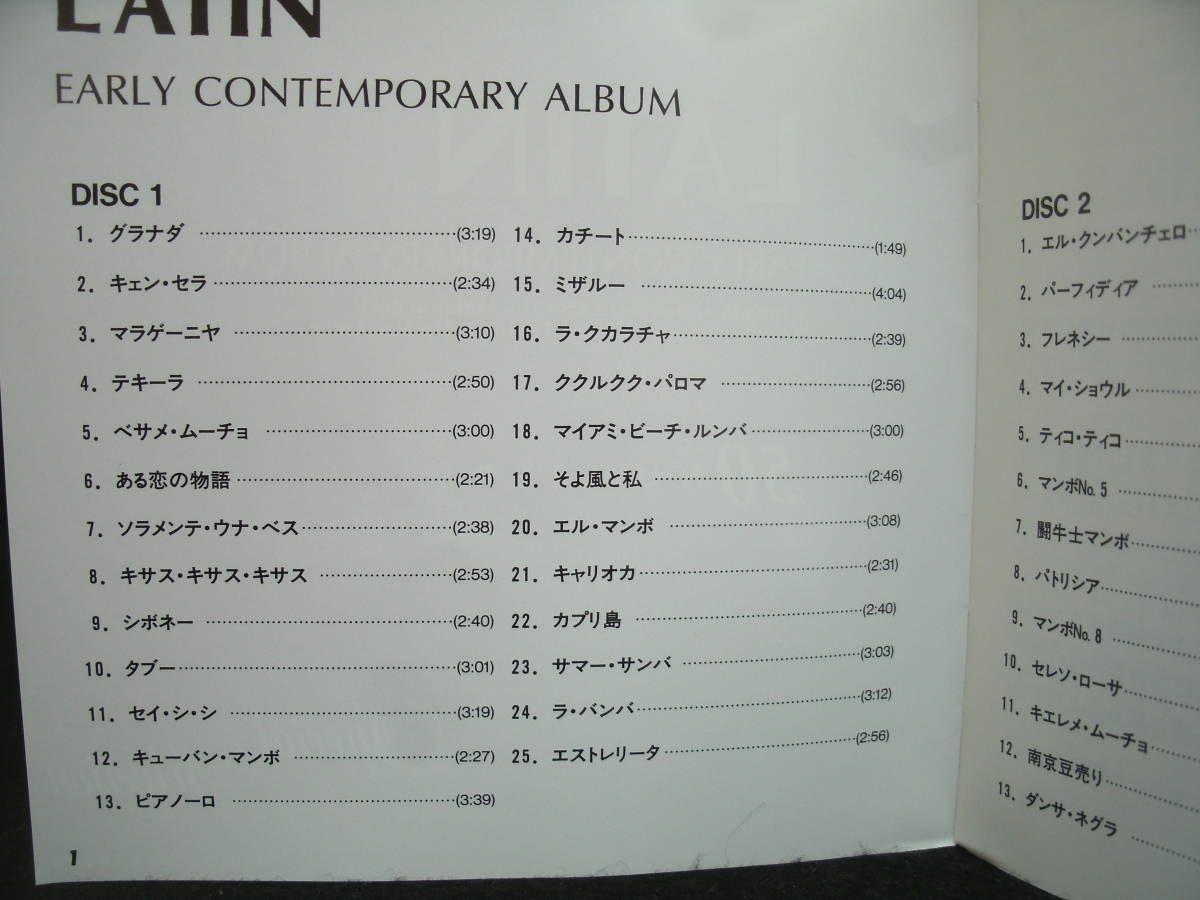 LATIN
EARLY CONTEMPORARY ALBUM
DISC 1
1. グラナダ (3:19)
2. キェン・セラ (2:34)
3. マラゲーニャ (3:10)
4. テキーラ (2:50)
5. ベサメ・ムーチョ (3:00)
6. ある恋の物語 (2:21)
7. ソラメンテ・ウナ・ベス (2:38)
8. キサス・キサス・キサス (2:53)
9. シボネー (2:40)
10. タブー (3:01)
11. セイ・シ・シ (3:19)
12. キューバン・マンボ (2:27)
13. ピアノーロ (3:39)
14. カチート (1:49)
15. ミザルー (4:04)
16. ラ・クカラチャ (2:39)
17. ククルクク・パロマ (2:56)
18. マイアミ・ビーチ・ルンバ (3:00)
19. そよ風と私 (2:46)
20. エル・マンボ (3:08)
21. キャリオカ (2:31)
22. カプリ島 (2:40)
23. サマー・サンバ (3:03)
24. ラ・バンバ (3:12)
25. エストレリータ (2:56)
1
DISC 2
1. エル・クンバンチェロ
2. パーフィディア
3. フレネシー
4. マイ・ショウル
5. ティコ・ティコ
6. マンボNo. 5
7. 闘牛士マンボ
8. パトリシア
9. マンボNo. 8
10. セレソ・ローサ
11. キエレメ・ムーチョ
12. 南京豆売り
13. ダンサ・ネグラ